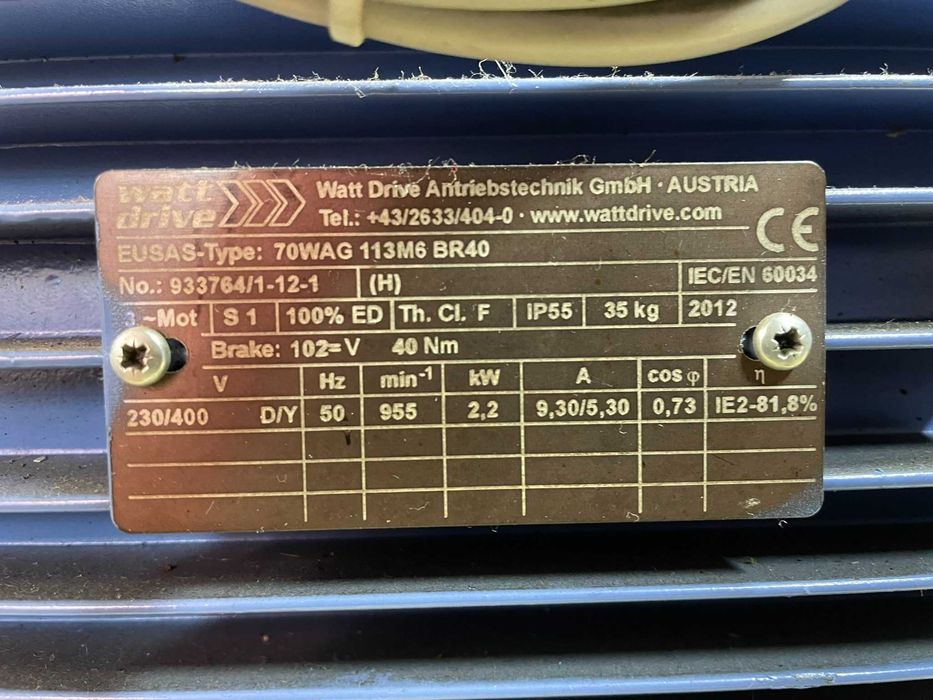 watt drive
Watt Drive Antriebstechnik GmbH · AUSTRIA
Tel.: +43/2633/404-0 · www.wattdrive.com
CE
EUSAS-Type: 70WAG 113M6 BR40
No.: 933764/1-12-1 (H) IEC/EN 60034
3 ~Mot S 1 100% ED Th. Cl. F IP55 35 kg 2012
Brake: 102=V 40 Nm
V Hz min⁻¹ kW A cos φ η
230/400 D/Y 50 955 2,2 9,30/5,30 0,73 IE2-81,8%